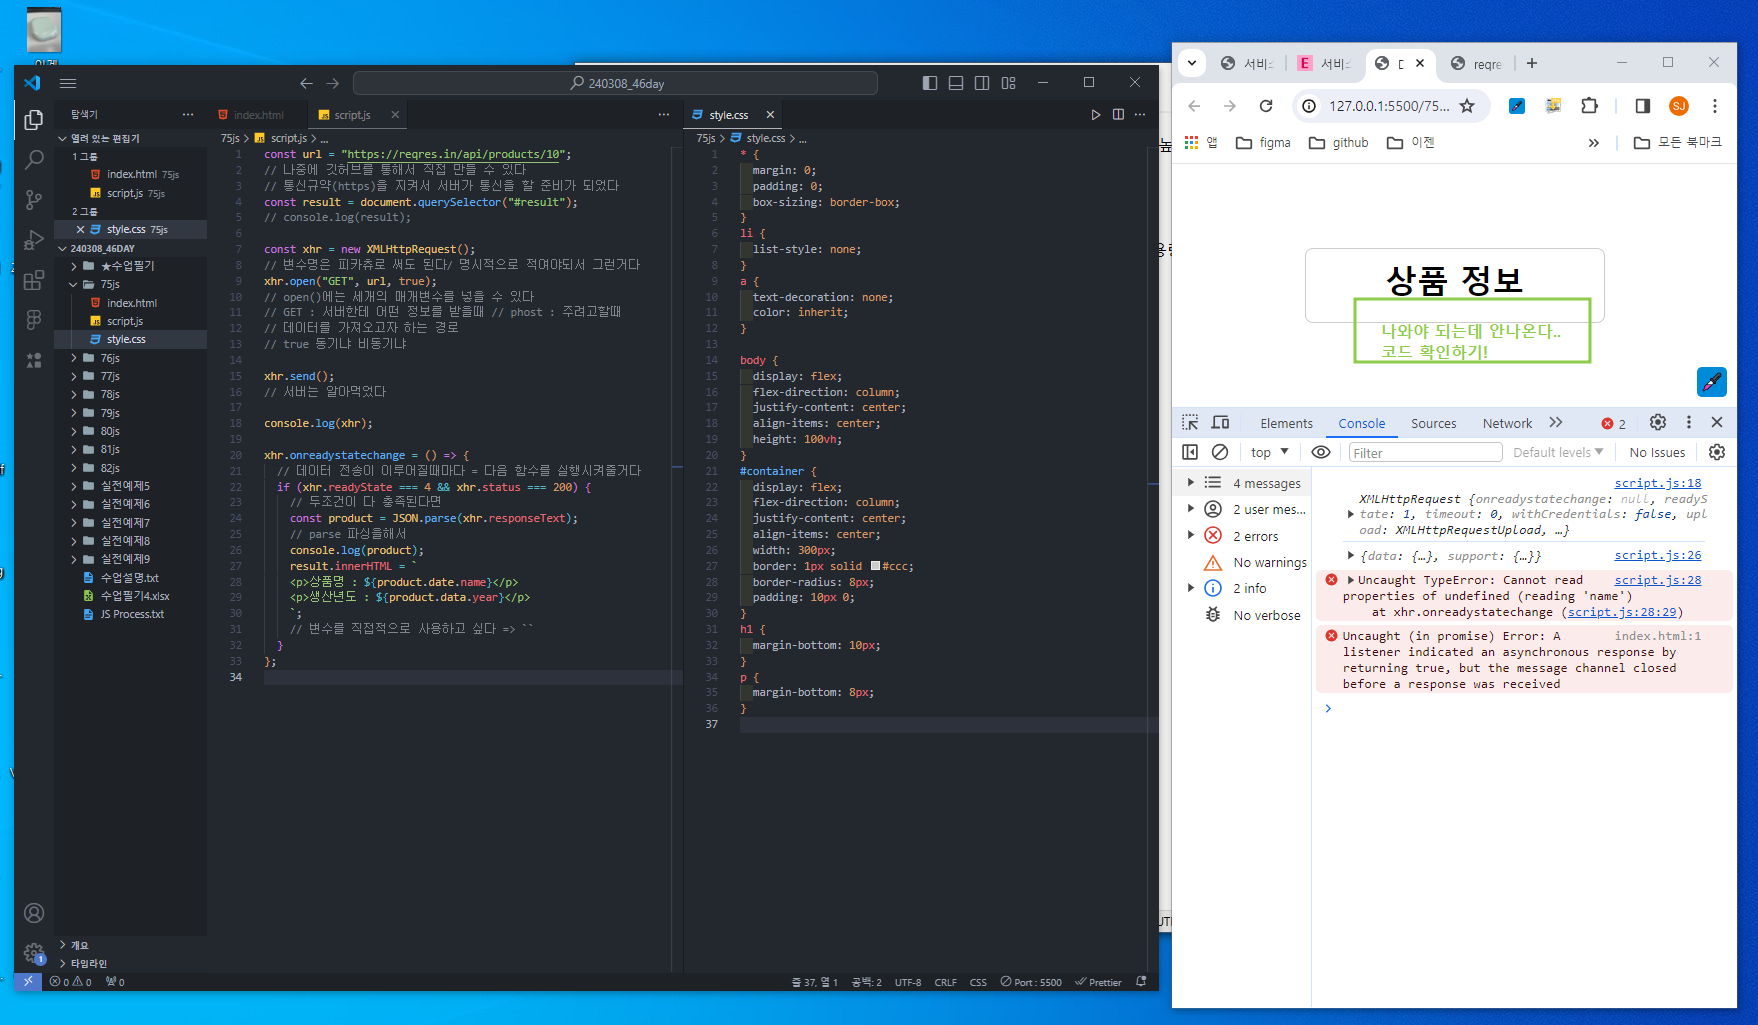 240308_46day
탐색기
index.html
script.js
style.css
열려 있는 편집기
1 그룹
index.html 75js
script.js 75js
2 그룹
style.css 75js
240308_46DAY
★수업필기
75js
index.html
script.js
style.css
76js
77js
78js
79js
80js
81js
82js
실전예제5
실전예제6
실전예제7
실전예제8
실전예제9
수업설명.txt
수업필기4.xlsx
JS Process.txt
개요
타임라인
75js > script.js > ...
1 const url = "https://reqres.in/api/products/10";
2 // 나중에 깃허브를 통해서 직접 만들 수 있다
3 // 통신규약(https)을 지켜서 서버가 통신을 할 준비가 되었다
4 const result = document.querySelector("#result");
5 // console.log(result);
6
7 const xhr = new XMLHttpRequest();
8 // 변수명은 피카츄로 써도 된다/ 명시적으로 적여야되서 그런거다
9 xhr.open("GET", url, true);
10 // open()에는 세개의 매개변수를 넣을 수 있다
11 // GET : 서버한테 어떤 정보를 받을때 // phost : 주려고할때
12 // 데이터를 가져오고자 하는 경로
13 // true 동기냐 비동기냐
14
15 xhr.send();
16 // 서버는 알아먹었다
17
18 console.log(xhr);
19
20 xhr.onreadystatechange = () => {
21 // 데이터 전송이 이루어질때마다 = 다음 함수를 실행시켜줄거다
22 if (xhr.readyState === 4 && xhr.status === 200) {
23 // 두조건이 다 충족된다면
24 const product = JSON.parse(xhr.responseText);
25 // parse 파싱을해서
26 console.log(product);
27 result.innerHTML = `
28 <p>상품명 : ${product.date.name}</p>
29 <p>생산년도 : ${product.data.year}</p>
30 `;
31 // 변수를 직접적으로 사용하고 싶다 => ``
32 }
33 };
34
75js > style.css > ...
1 * {
2 margin: 0;
3 padding: 0;
4 box-sizing: border-box;
5 }
6 li {
7 list-style: none;
8 }
9 a {
10 text-decoration: none;
11 color: inherit;
12 }
13
14 body {
15 display: flex;
16 flex-direction: column;
17 justify-content: center;
18 align-items: center;
19 height: 100vh;
20 }
21 #container {
22 display: flex;
23 flex-direction: column;
24 justify-content: center;
25 align-items: center;
26 width: 300px;
27 border: 1px solid #ccc;
28 border-radius: 8px;
29 padding: 10px 0;
30 }
31 h1 {
32 margin-bottom: 10px;
33 }
34 p {
35 margin-bottom: 8px;
36 }
37
1
0 0 0
줄 37, 열 1 공백: 2 UTF-8 CRLF CSS Port : 5500 Prettier
서비스
E 서비스
reqre
127.0.0.1:5500/75...
SJ
앱 figma github 이젠 » 모든 북마크
상품 정보
나와야 되는데 안나온다..
코드 확인하기!
Elements Console Sources Network 2
top Filter Default levels No Issues
4 messages
2 user mes...
2 errors
No warnings
2 info
No verbose
script.js:18
XMLHttpRequest {onreadystatechange: null, readyS
tate: 1, timeout: 0, withCredentials: false, upl
oad: XMLHttpRequestUpload, …}
{data: {…}, support: {…}} script.js:26
Uncaught TypeError: Cannot read script.js:28
properties of undefined (reading 'name')
at xhr.onreadystatechange (script.js:28:29)
Uncaught (in promise) Error: A index.html:1
listener indicated an asynchronous response by
returning true, but the message channel closed
before a response was received